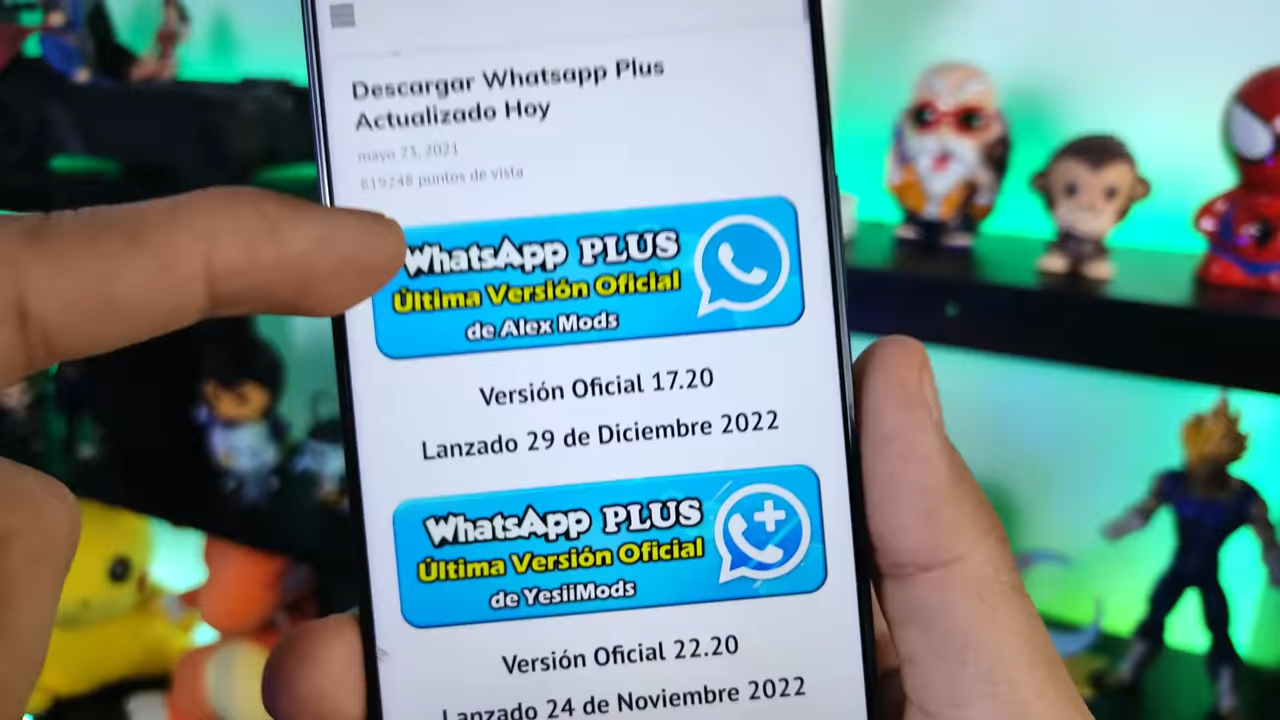 Descargar Whatsapp Plus
Actualizado Hoy
mayo 23, 2021
819248 puntos de vista
WhatsApp PLUS
Última Versión Oficial
de Alex Mods
Versión Oficial 17.20
Lanzado 29 de Diciembre 2022
WhatsApp PLUS
Última Versión Oficial
de YesiiMods
Versión Oficial 22.20
Lanzado 24 de Noviembre 2022